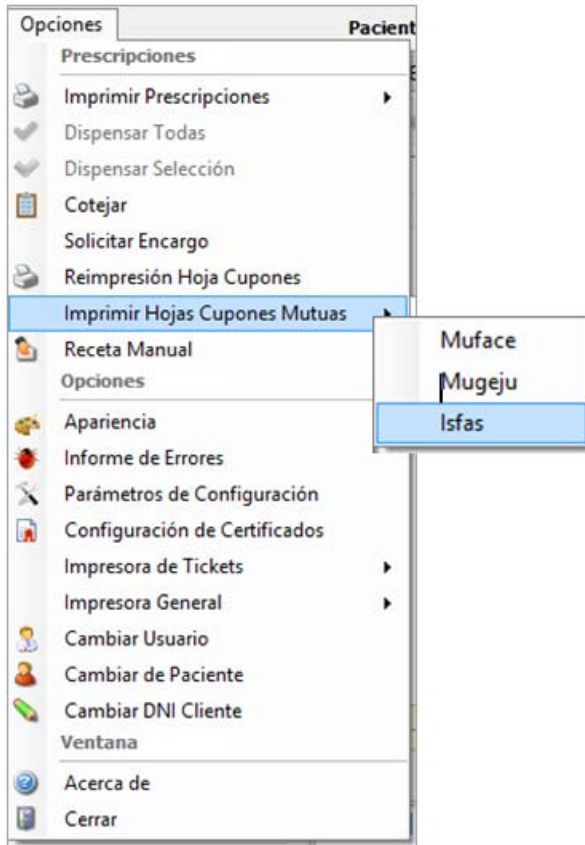 Opciones
Pacient
Prescripciones
Imprimir Prescripciones
Dispensar Todas
Dispensar Selección
Cotejar
Solicitar Encargo
Reimpresión Hoja Cupones
Imprimir Hojas Cupones Mutuas
Muface
Mugeju
Isfas
Receta Manual
Opciones
Apariencia
Informe de Errores
Parámetros de Configuración
Configuración de Certificados
Impresora de Tickets
Impresora General
Cambiar Usuario
Cambiar de Paciente
Cambiar DNI Cliente
Ventana
Acerca de
Cerrar